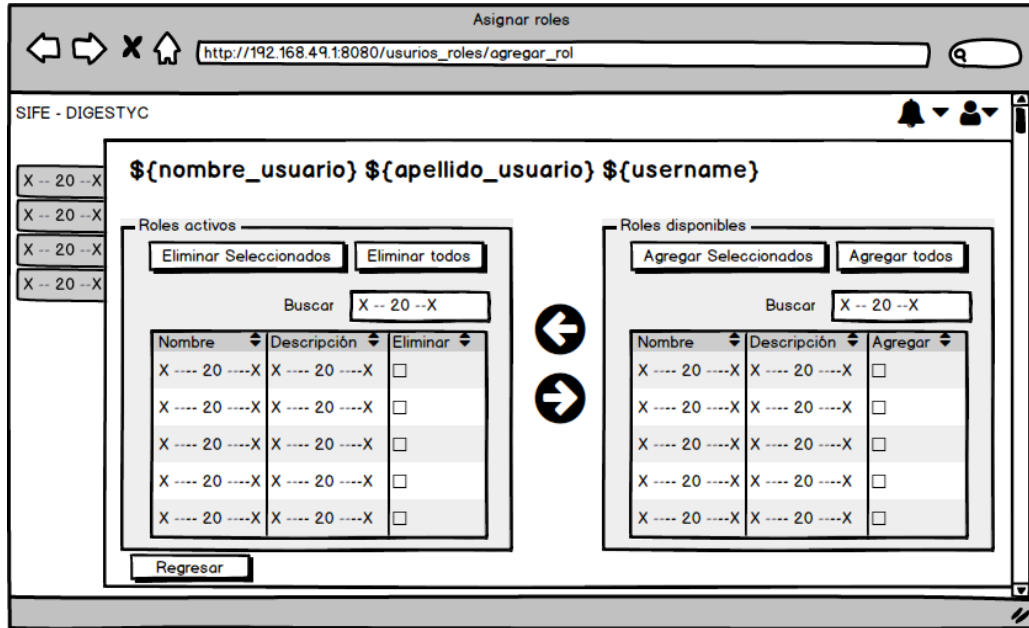 Asignar roles
http://192.168.49.1:8080/usurios_roles/agregar_rol
SIFE - DIGESTYC
X -- 20 --X
X -- 20 --X
X -- 20 --X
X -- 20 --X
${nombre_usuario} ${apellido_usuario} ${username}
Roles activos
Eliminar Seleccionados Eliminar todos
Buscar X -- 20 --X
Nombre Descripción Eliminar
X ---- 20 ----X X ---- 20 ----X
X ---- 20 ----X X ---- 20 ----X
X ---- 20 ----X X ---- 20 ----X
X ---- 20 ----X X ---- 20 ----X
X ---- 20 ----X X ---- 20 ----X
Roles disponibles
Agregar Seleccionados Agregar todos
Buscar X -- 20 --X
Nombre Descripción Agregar
X ---- 20 ----X X ---- 20 ----X
X ---- 20 ----X X ---- 20 ----X
X ---- 20 ----X X ---- 20 ----X
X ---- 20 ----X X ---- 20 ----X
X ---- 20 ----X X ---- 20 ----X
Regresar